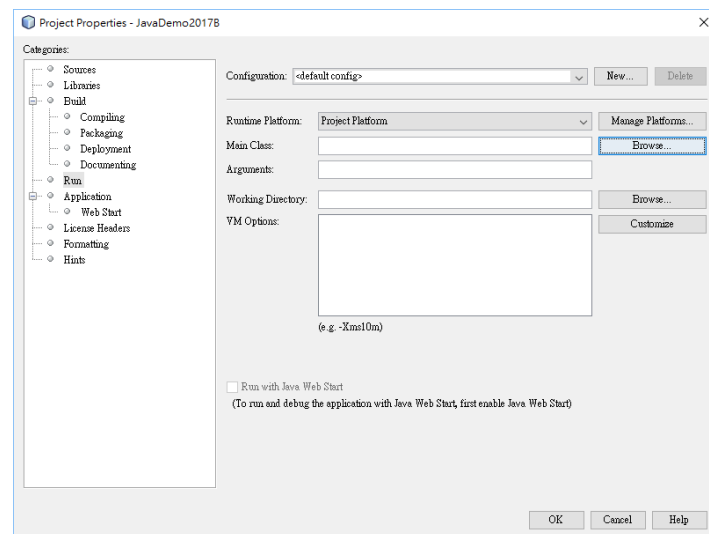 Project Properties - JavaDemo2017B
Categories:
Sources
Libraries
Build
Compiling
Packaging
Deployment
Documenting
Run
Application
Web Start
License Headers
Formatting
Hints
Configuration: <default config> New... Delete
Runtime Platform: Project Platform Manage Platforms...
Main Class: Browse...
Arguments:
Working Directory: Browse...
VM Options: Customize
(e.g. -Xms10m)
Run with Java Web Start
(To run and debug the application with Java Web Start, first enable Java Web Start)
OK Cancel Help